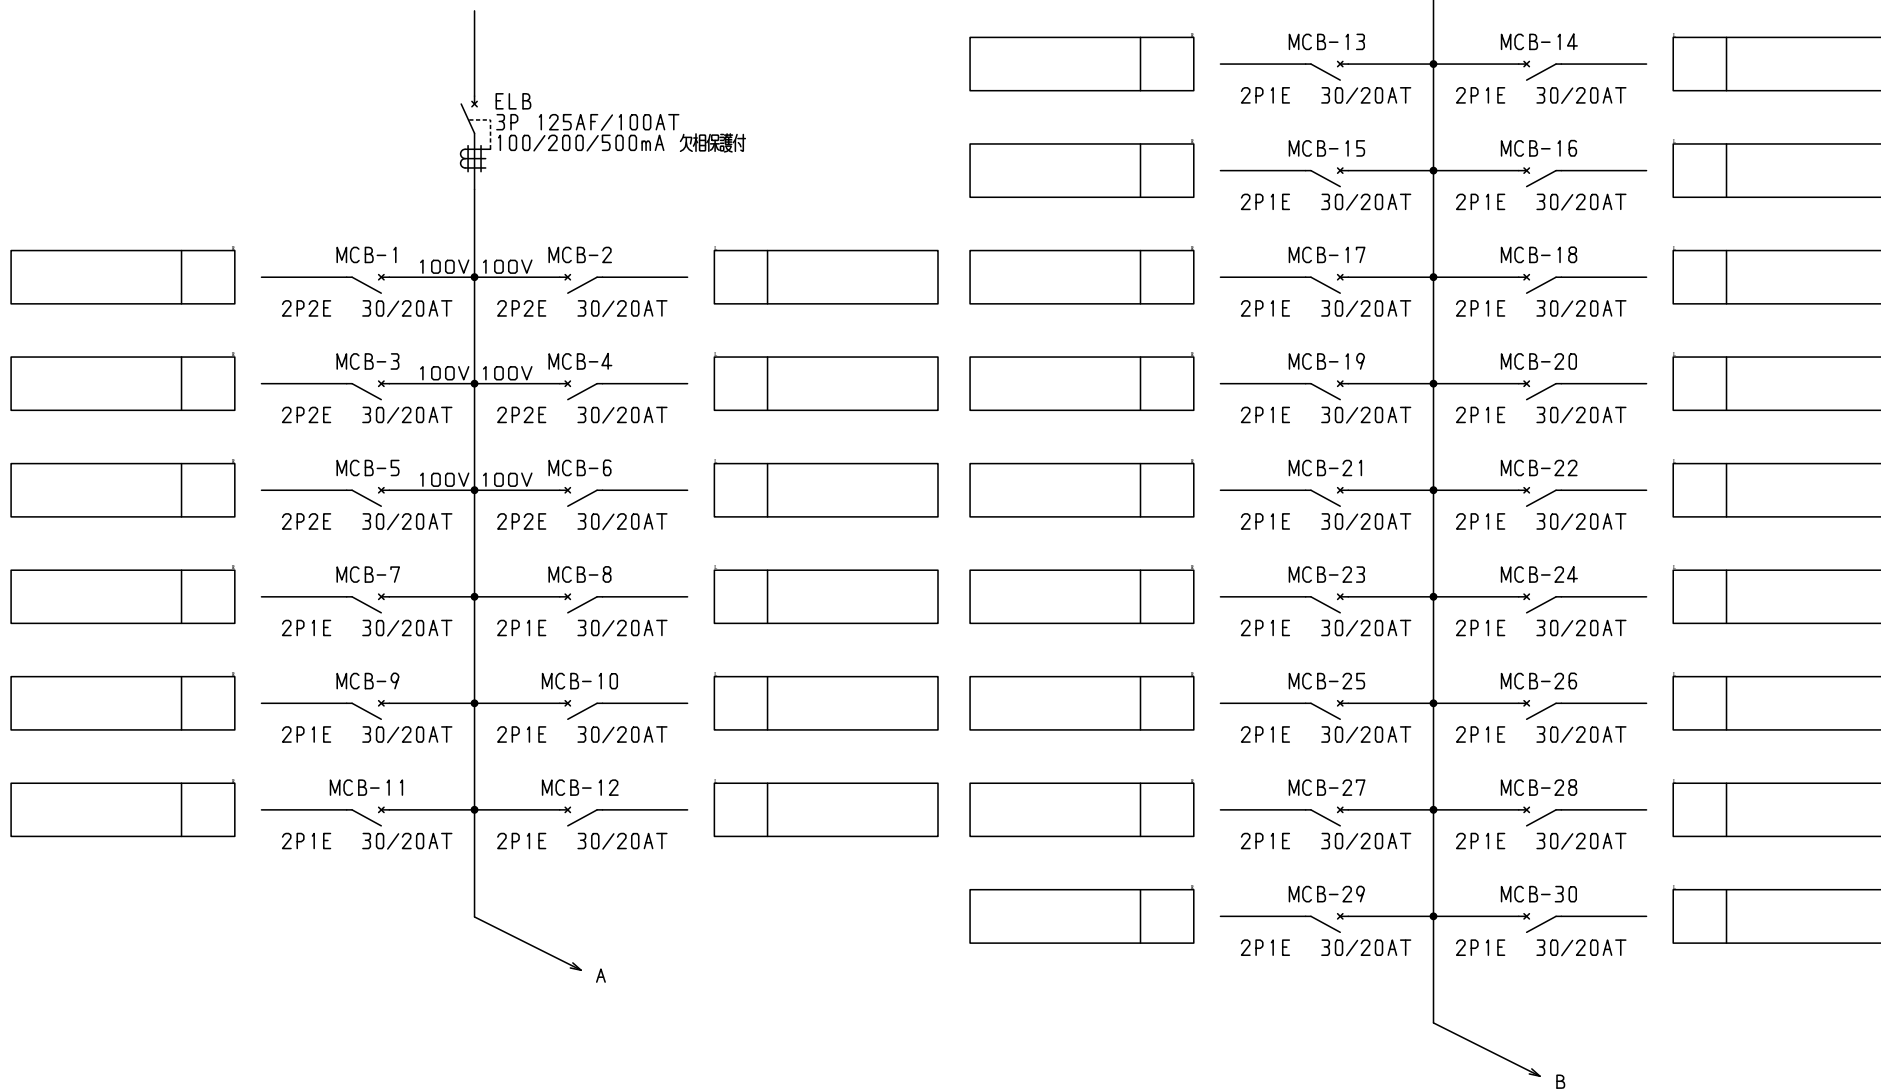 ELB
3P 125AF/100AT
100/200/500mA 欠相保護付
MCB-1 100V 100V MCB-2
2P2E 30/20AT 2P2E 30/20AT
MCB-3 100V 100V MCB-4
2P2E 30/20AT 2P2E 30/20AT
MCB-5 100V 100V MCB-6
2P2E 30/20AT 2P2E 30/20AT
MCB-7 MCB-8
2P1E 30/20AT 2P1E 30/20AT
MCB-9 MCB-10
2P1E 30/20AT 2P1E 30/20AT
MCB-11 MCB-12
2P1E 30/20AT 2P1E 30/20AT
A
MCB-13 MCB-14
2P1E 30/20AT 2P1E 30/20AT
MCB-15 MCB-16
2P1E 30/20AT 2P1E 30/20AT
MCB-17 MCB-18
2P1E 30/20AT 2P1E 30/20AT
MCB-19 MCB-20
2P1E 30/20AT 2P1E 30/20AT
MCB-21 MCB-22
2P1E 30/20AT 2P1E 30/20AT
MCB-23 MCB-24
2P1E 30/20AT 2P1E 30/20AT
MCB-25 MCB-26
2P1E 30/20AT 2P1E 30/20AT
MCB-27 MCB-28
2P1E 30/20AT 2P1E 30/20AT
MCB-29 MCB-30
2P1E 30/20AT 2P1E 30/20AT
B